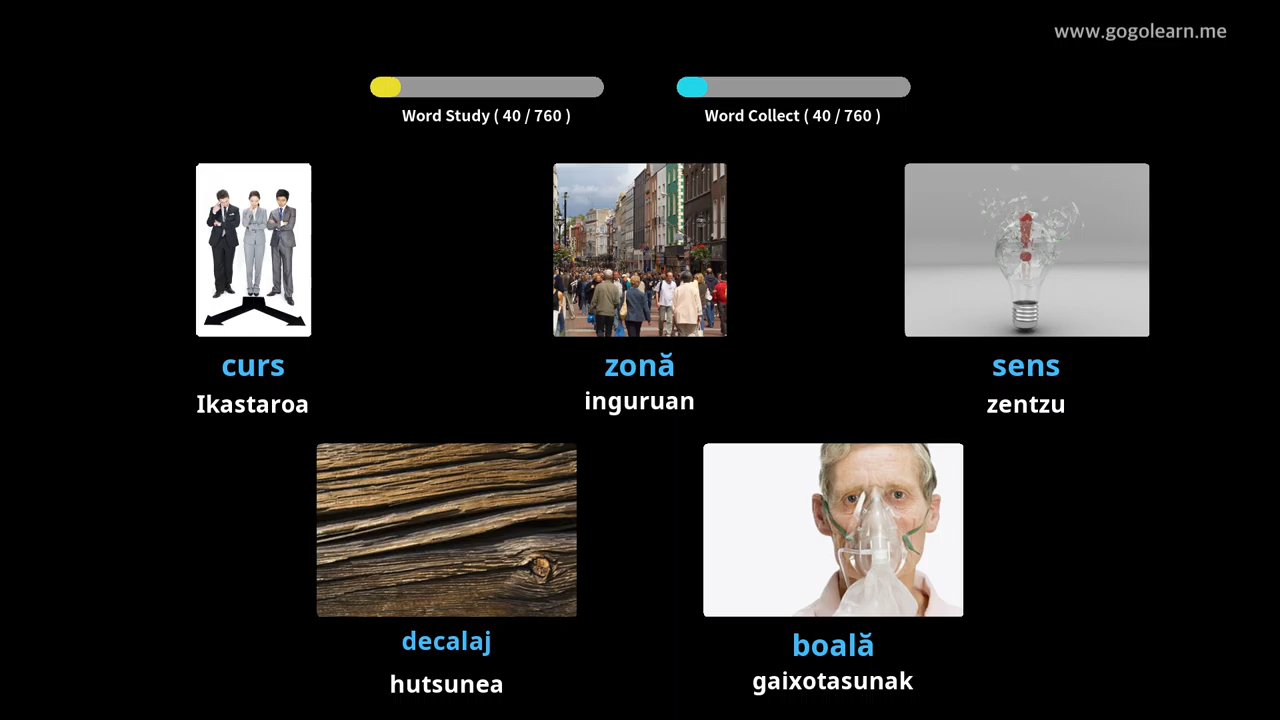 www.gogolearn.me
Word Study ( 40 / 760 )
Word Collect ( 40 / 760 )
curs
Ikastaroa
zonă
inguruan
sens
zentzu
decalaj
hutsunea
boală
gaixotasunak